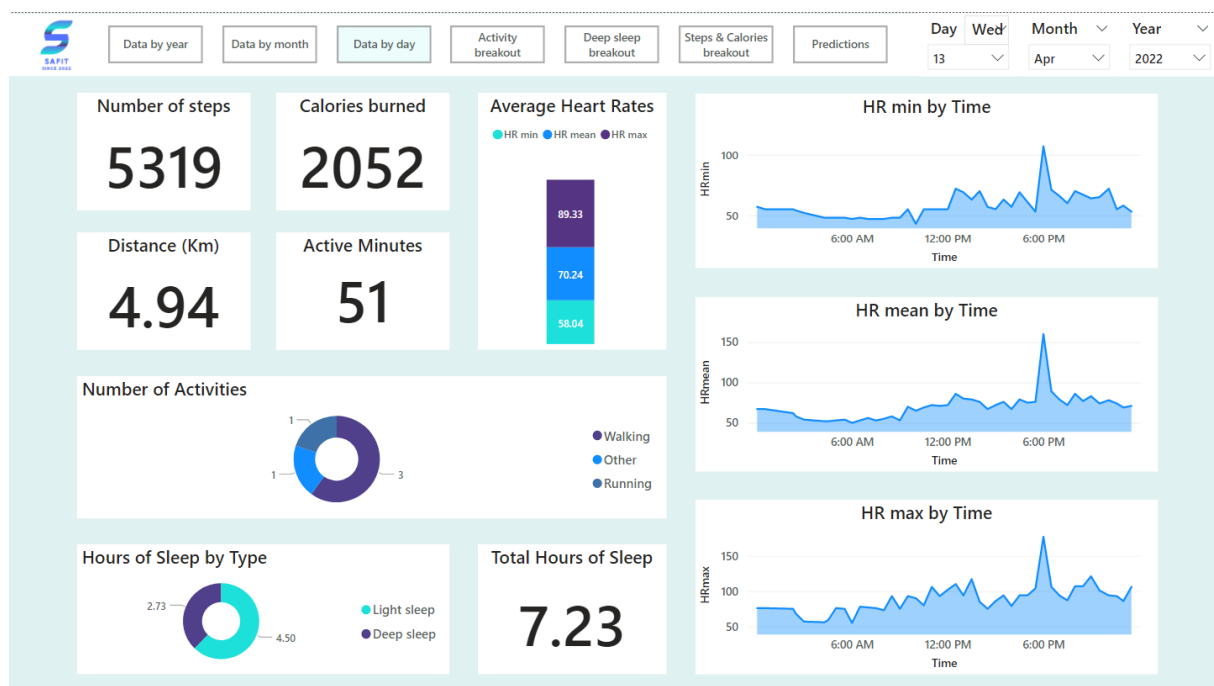 SAFIT
SINCE 2022
Data by year
Data by month
Data by day
Activity
breakout
Deep sleep
breakout
Steps & Calories
breakout
Predictions
Day
Wed
13
Month
Apr
Year
2022
Number of steps
5319
Calories burned
2052
Distance (Km)
4.94
Active Minutes
51
Average Heart Rates
HR min HR mean HR max
89.33
70.24
58.04
Number of Activities
1
1
3
Walking
Other
Running
Hours of Sleep by Type
2.73
4.50
Light sleep
Deep sleep
Total Hours of Sleep
7.23
HR min by Time
HRmin
100
50
6:00 AM 12:00 PM 6:00 PM
Time
HR mean by Time
HRmean
150
100
50
6:00 AM 12:00 PM 6:00 PM
Time
HR max by Time
HRmax
150
100
50
6:00 AM 12:00 PM 6:00 PM
Time